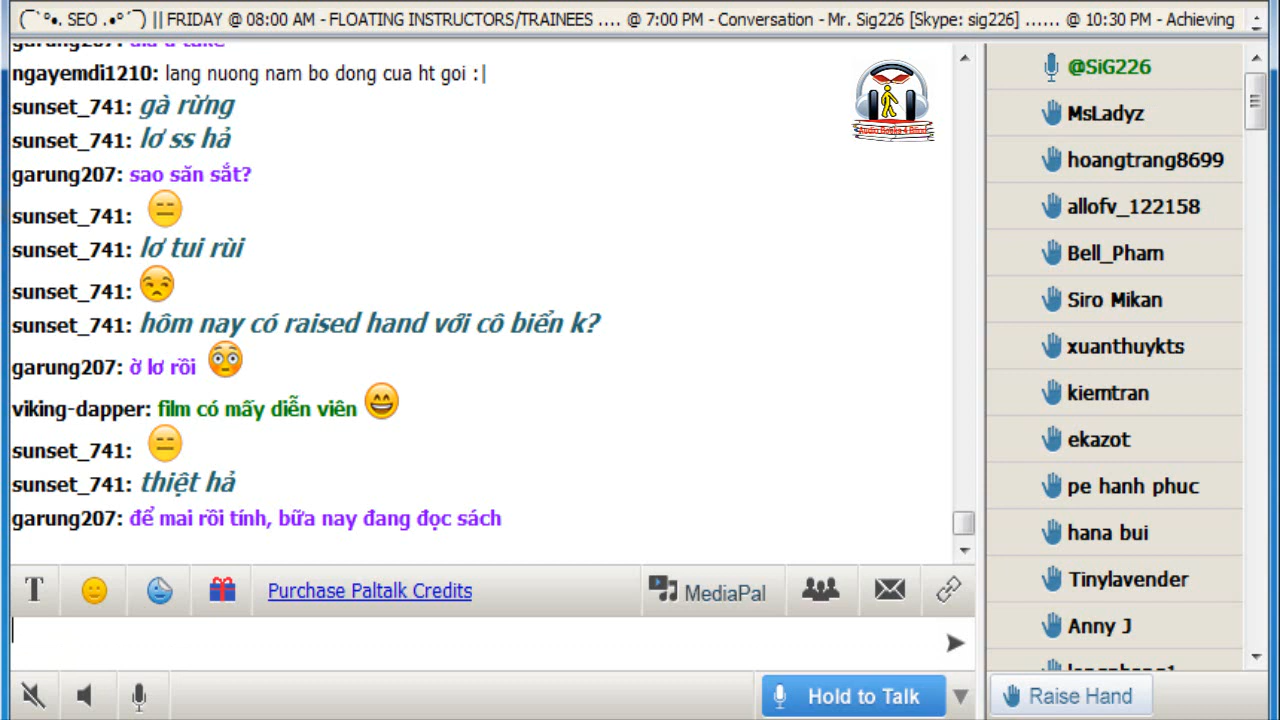 (¯`°•. SEO .•°´¯) || FRIDAY @ 08:00 AM - FLOATING INSTRUCTORS/TRAINEES .... @ 7:00 PM - Conversation - Mr. Sig226 [Skype: sig226] ...... @ 10:30 PM - Achieving
ngayemdi1210: lang nuong nam bo dong cua ht goi :|
sunset_741: gà rừng
sunset_741: lơ ss hả
garung207: sao săn sắt?
sunset_741:
sunset_741: lơ tui rùi
sunset_741:
sunset_741: hôm nay có raised hand với cô biển k?
garung207: ờ lơ rồi
viking-dapper: film có mấy diễn viên
sunset_741:
sunset_741: thiệt hả
garung207: để mai rồi tính, bữa nay đang đọc sách
Audio Books 4 Blind
T
Purchase Paltalk Credits
MediaPal
Hold to Talk
@SiG226
MsLadyz
hoangtrang8699
allofv_122158
Bell_Pham
Siro Mikan
xuanthuykts
kiemtran
ekazot
pe hanh phuc
hana bui
Tinylavender
Anny J
Raise Hand